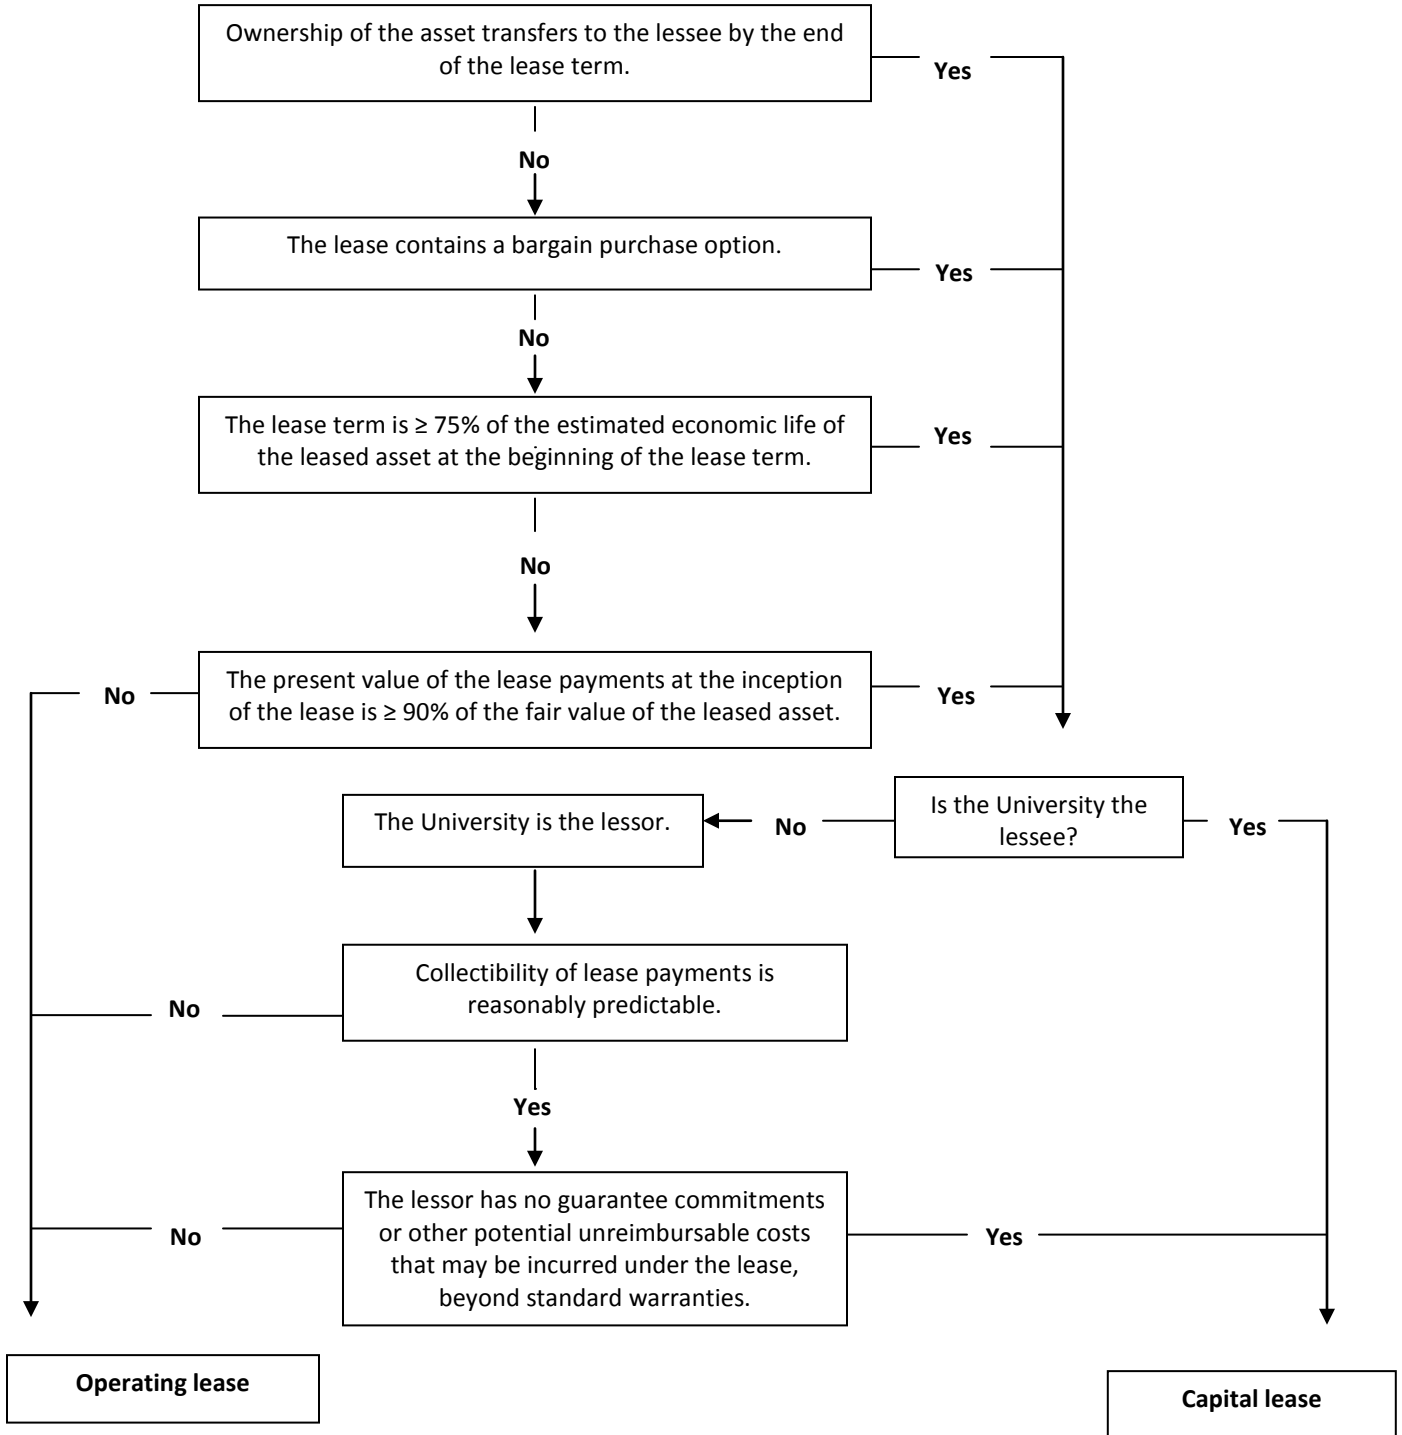 Ownership of the asset transfers to the lessee by the end
of the lease term.
Yes
No
The lease contains a bargain purchase option.
Yes
No
The lease term is ≥ 75% of the estimated economic life of
the leased asset at the beginning of the lease term.
Yes
No
No
The present value of the lease payments at the inception
of the lease is ≥ 90% of the fair value of the leased asset.
Yes
The University is the lessor.
No
Is the University the
lessee?
Yes
Collectibility of lease payments is
reasonably predictable.
No
Yes
The lessor has no guarantee commitments
or other potential unreimbursable costs
that may be incurred under the lease,
beyond standard warranties.
No
Yes
Operating lease
Capital lease